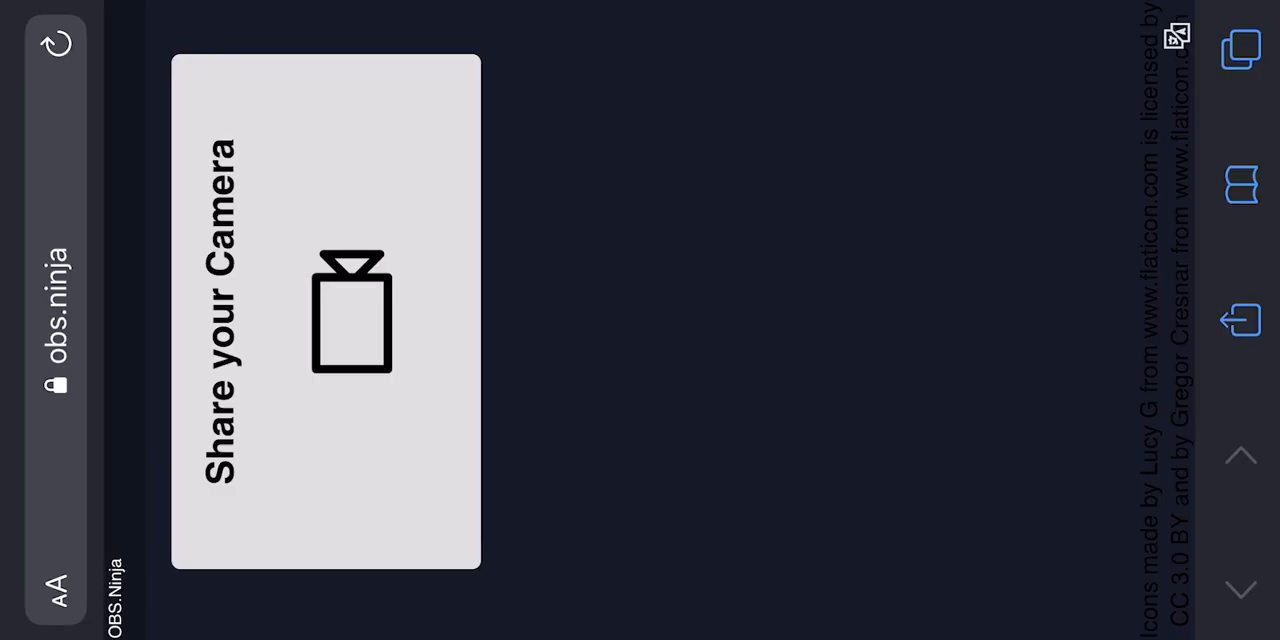 AA obs.ninja
OBS.Ninja
Share your Camera
Icons made by Lucy G from www.flaticon.com is licensed by
CC 3.0 BY and by Gregor Cresnar from www.flaticon.